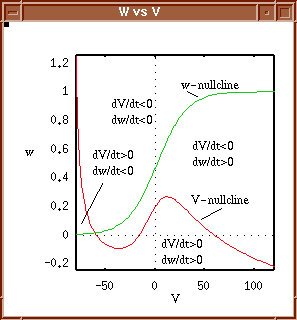 W vs V
1.2
1
0.8
0.6
0.4
0.2
0
-0.2
w
w-nullcline
dV/dt<0
dw/dt<0
dV/dt<0
dw/dt>0
dV/dt>0
dw/dt<0
V-nullcline
dV/dt>0
dw/dt>0
-50
0
50
100
V